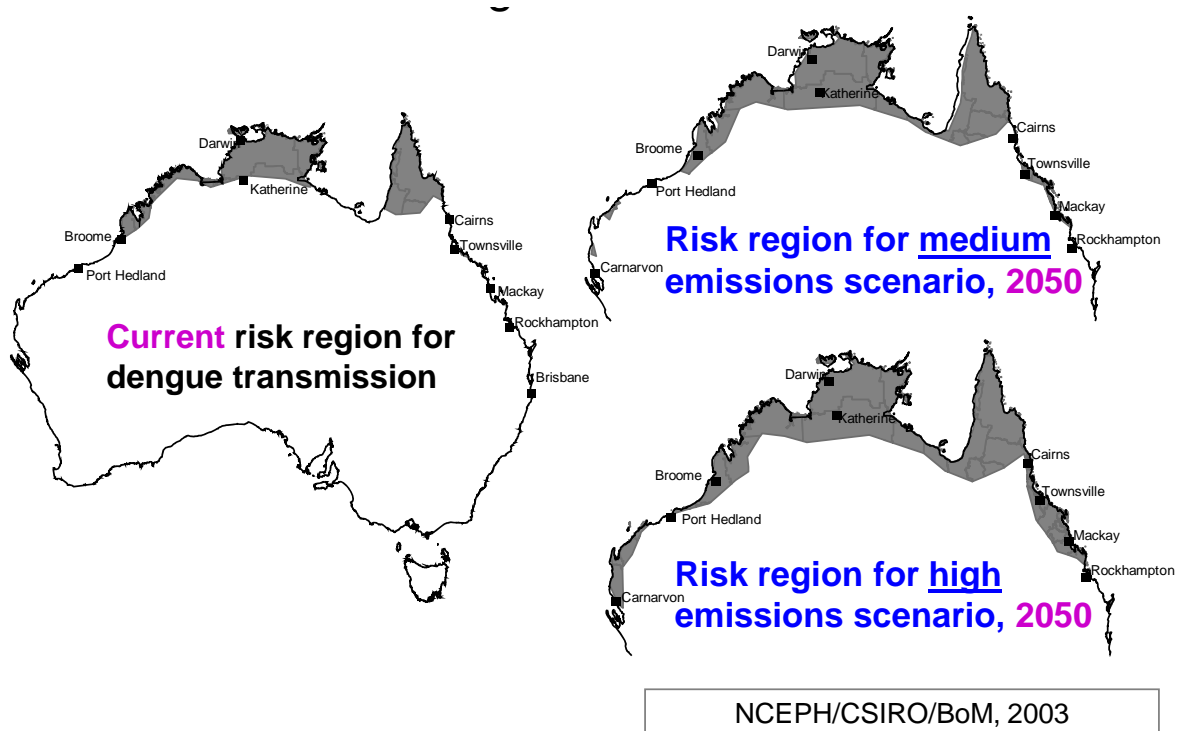 Darwin
Katherine
Broome
Port Hedland
Cairns
Townsville
Mackay
Rockhampton
Brisbane
Current risk region for
dengue transmission
Darwin
Katherine
Broome
Port Hedland
Carnarvon
Cairns
Townsville
Mackay
Rockhampton
Risk region for medium
emissions scenario, 2050
Darwin
Katherine
Broome
Port Hedland
Carnarvon
Cairns
Townsville
Mackay
Rockhampton
Risk region for high
emissions scenario, 2050
NCEPH/CSIRO/BoM, 2003